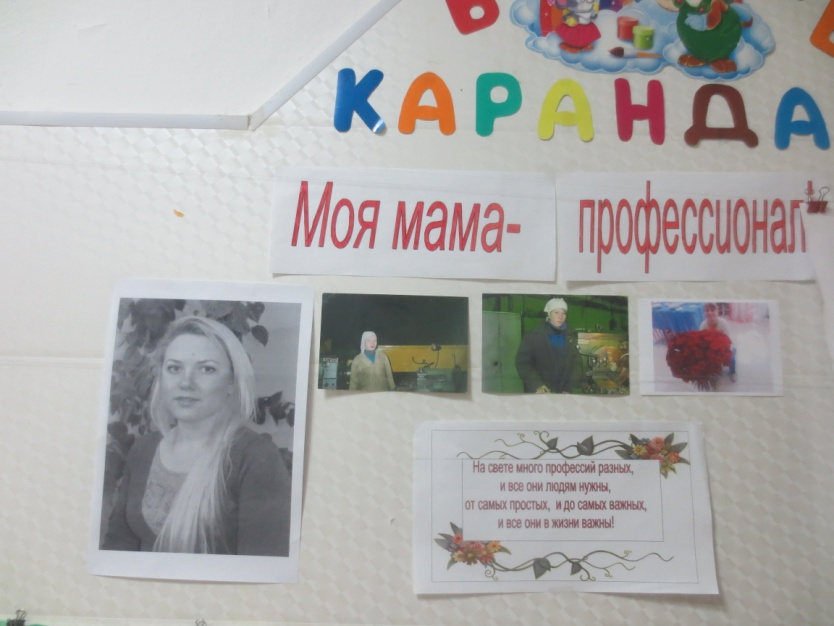 КАРАНДА
Моя мама- профессионал!
На свете много профессий разных,
и все они людям нужны,
от самых простых, и до самых важных,
и все они в жизни важны!